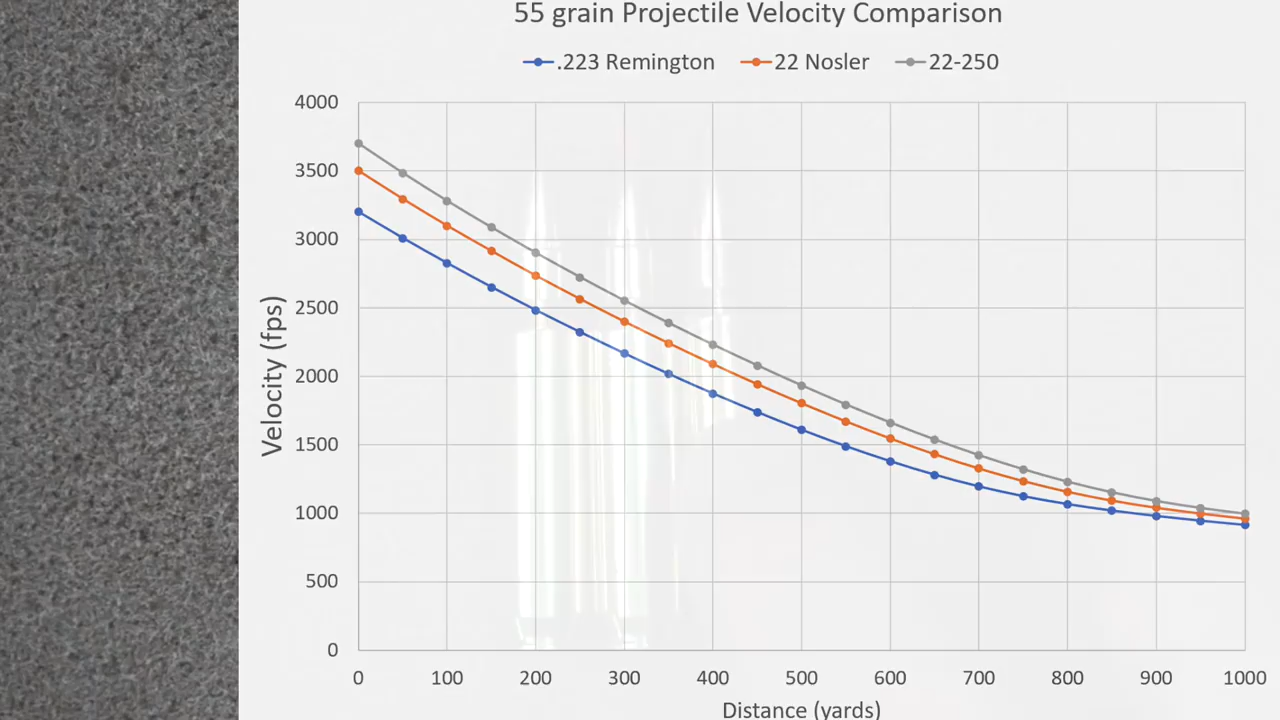 55 grain Projectile Velocity Comparison
.223 Remington 22 Nosler 22-250
4000
3500
3000
2500
2000
1500
1000
500
0
Velocity (fps)
0 100 200 300 400 500 600 700 800 900 1000
Distance (yards)